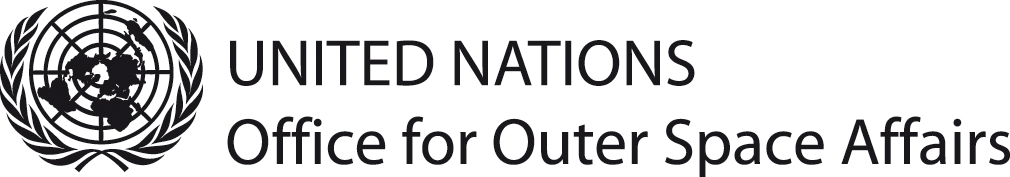 UNITED NATIONS
Office for Outer Space Affairs